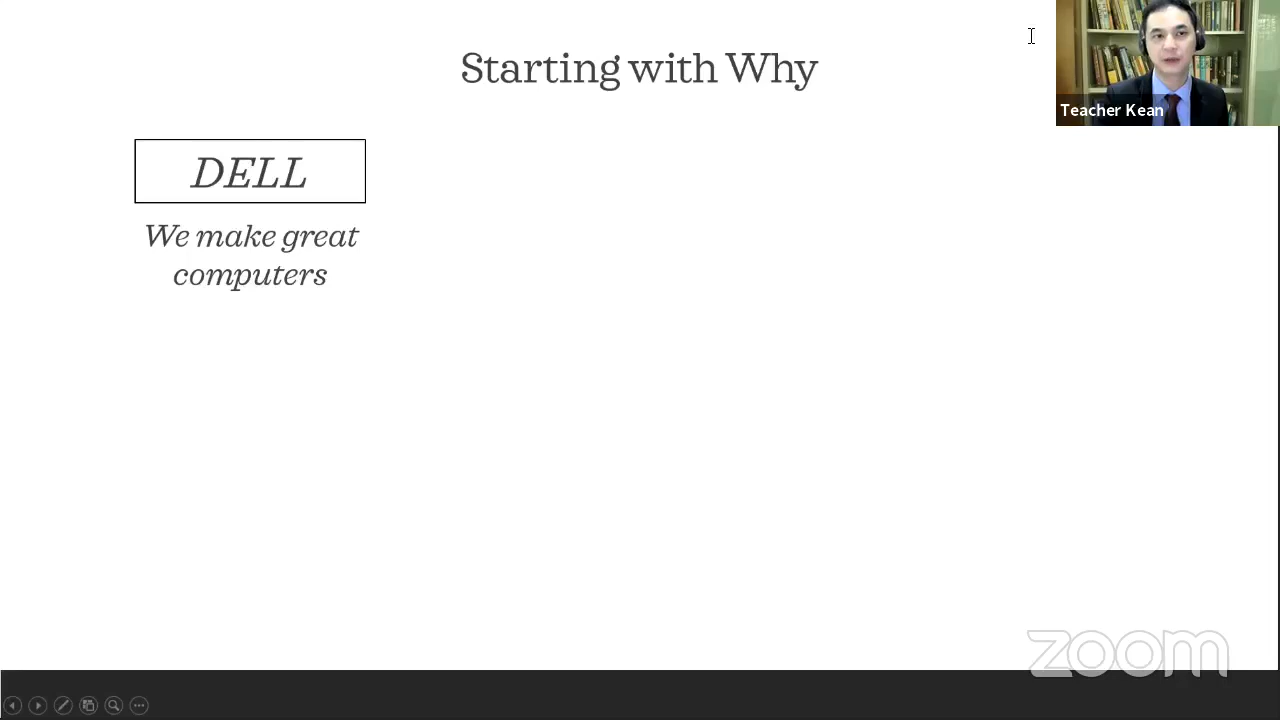 Starting with Why
Teacher Kean
DELL
We make great
computers
zoom